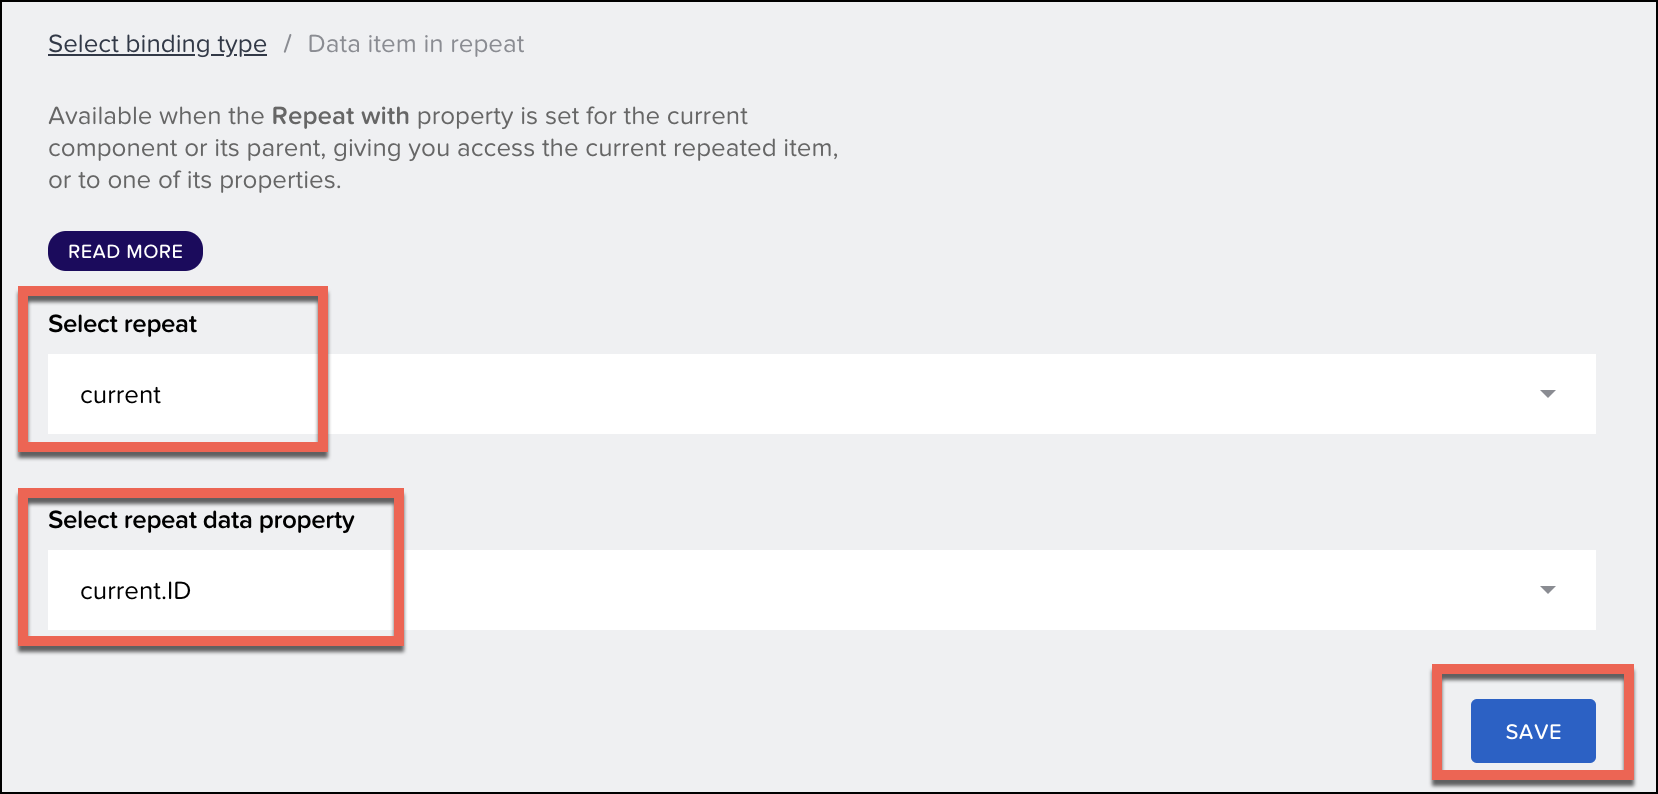 Select binding type / Data item in repeat
Available when the Repeat with property is set for the current
component or its parent, giving you access the current repeated item,
or to one of its properties.
READ MORE
Select repeat
current
Select repeat data property
current.ID
SAVE